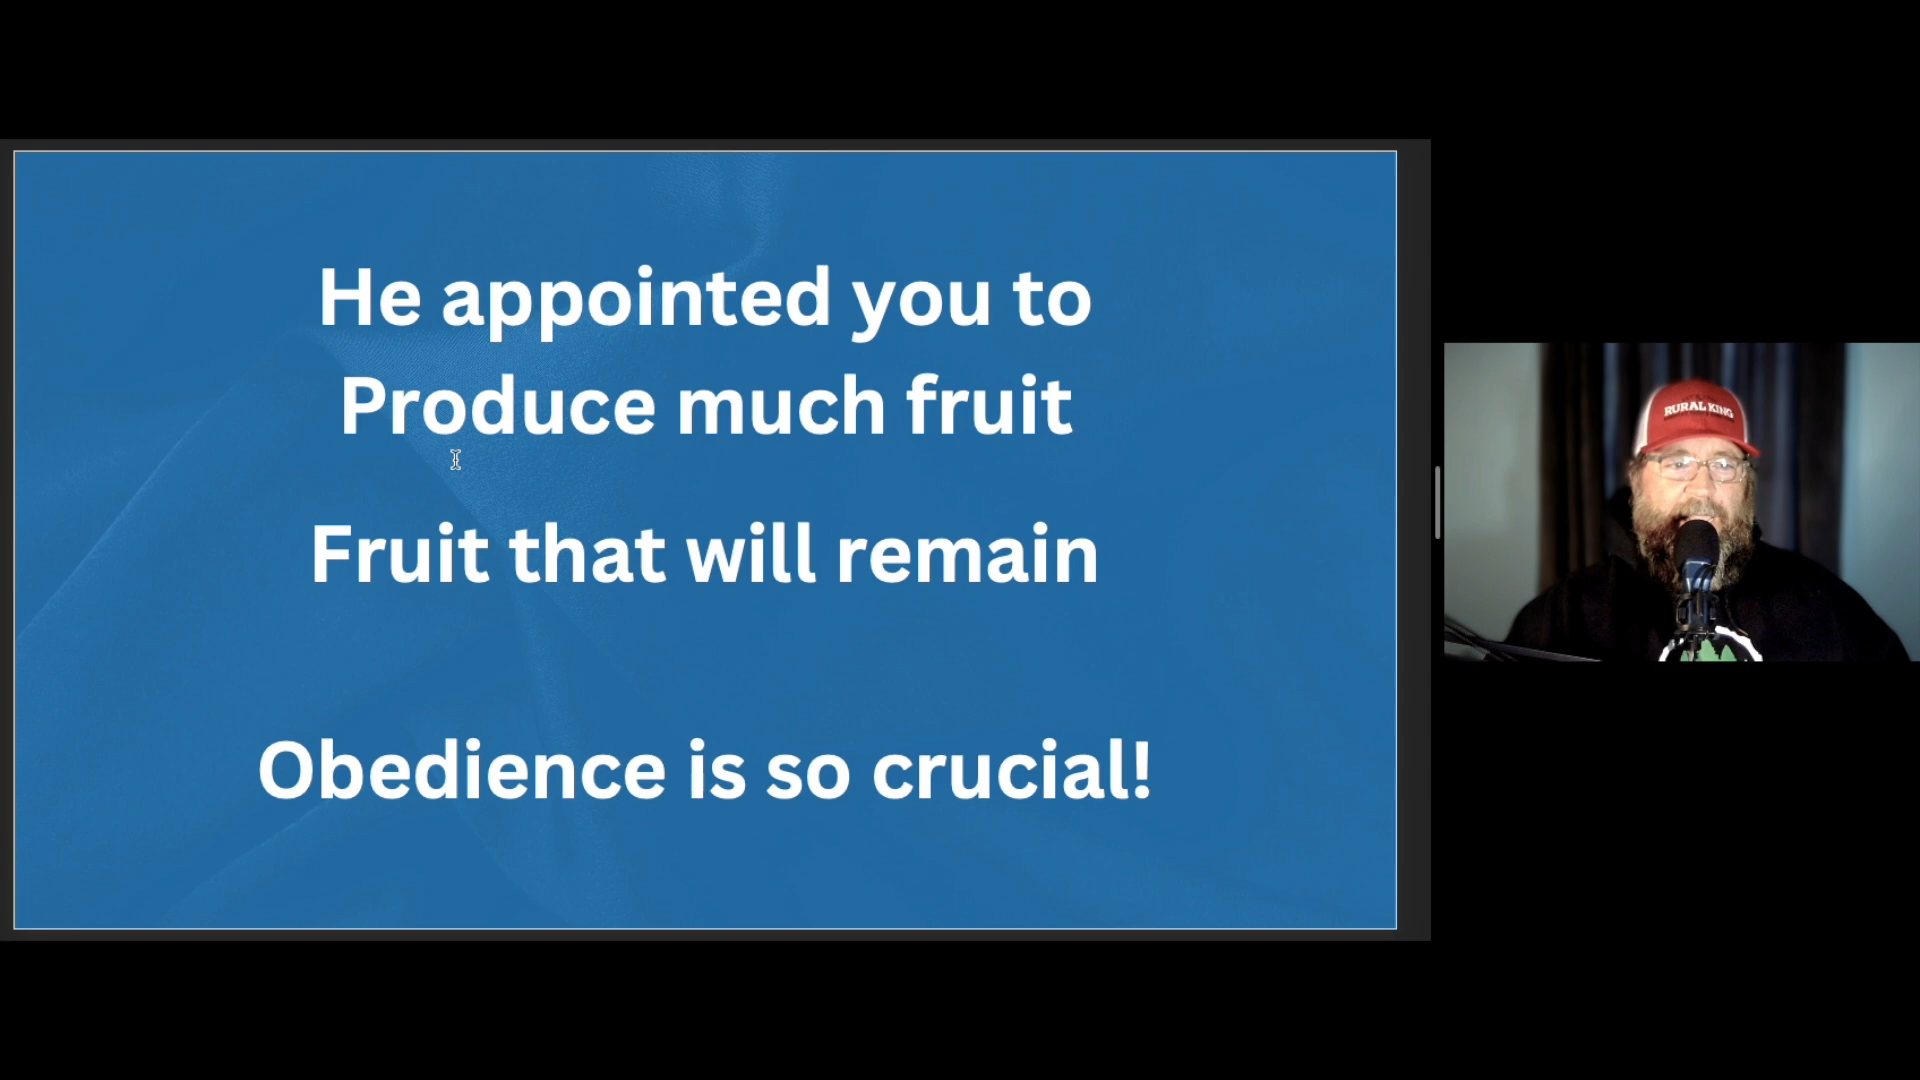 He appointed you to
Produce much fruit
Fruit that will remain
Obedience is so crucial!
RURAL KING